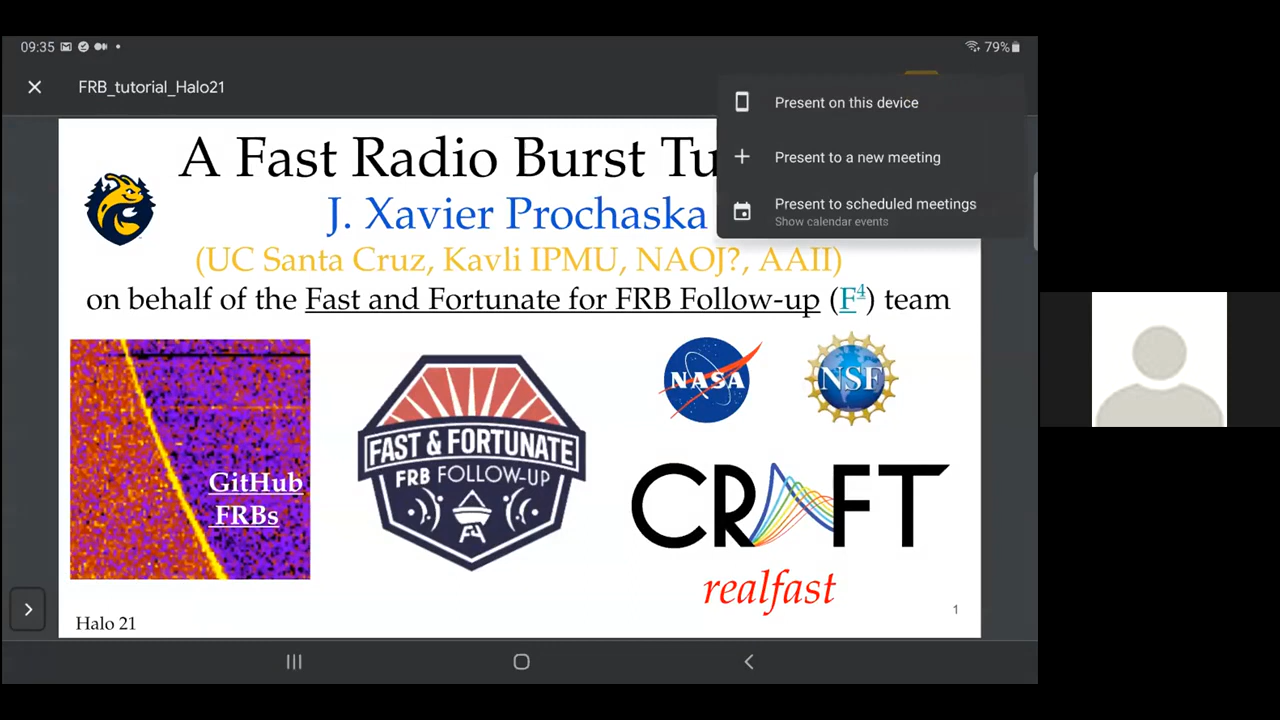 09:35
79%
FRB_tutorial_Halo21
Present on this device
Present to a new meeting
Present to scheduled meetings
Show calendar events
A Fast Radio Burst Tu
J. Xavier Prochaska
(UC Santa Cruz, Kavli IPMU, NAOJ?, AAII)
on behalf of the Fast and Fortunate for FRB Follow-up (F4) team
GitHub
FRBs
FAST & FORTUNATE
FRB FOLLOW-UP
NASA
NSF
CRAFT
realfast
Halo 21
1